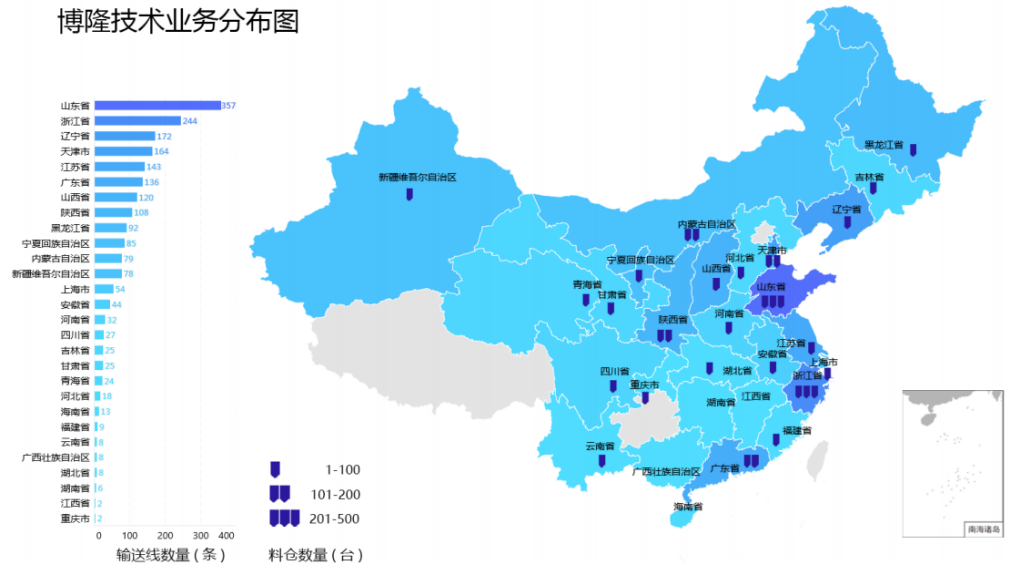 博隆技术业务分布图
山东省 357
浙江省 244
辽宁省 172
天津市 164
江苏省 143
广东省 136
山西省 120
陕西省 108
黑龙江省 92
宁夏回族自治区 85
内蒙古自治区 79
新疆维吾尔自治区 78
上海市 54
安徽省 44
河南省 32
四川省 27
吉林省 25
甘肃省 25
青海省 24
河北省 18
海南省 13
福建省 9
云南省 8
广西壮族自治区 8
湖北省 8
湖南省 6
江西省 2
重庆市 2
0 100 200 300 400
输送线数量 ( 条 )
1-100
101-200
201-500
料仓数量 ( 台 )
黑龙江省
吉林省
新疆维吾尔自治区
辽宁省
内蒙古自治区
天津市
河北省
宁夏回族自治区
山西省
青海省
山东省
甘肃省
河南省
陕西省
江苏省
安徽省
上海市
四川省
湖北省
浙江省
重庆市
江西省
湖南省
福建省
云南省
广东省
广西壮族自治区
海南省
南海诸岛